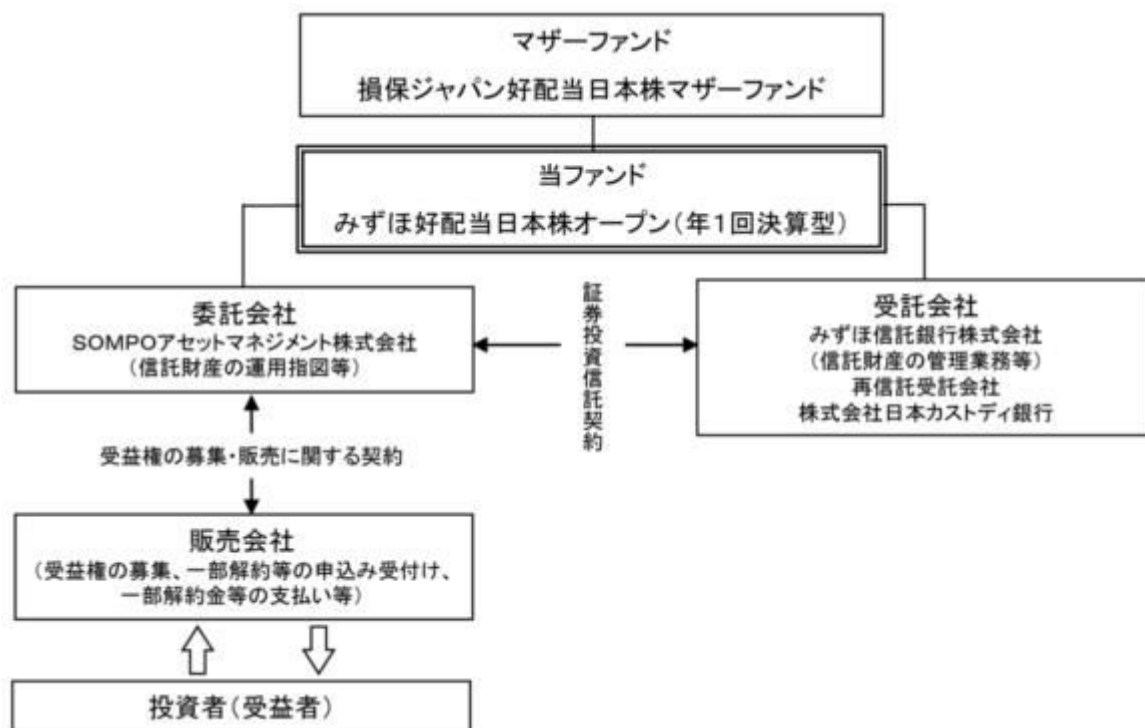 マザーファンド
損保ジャパン好配当日本株マザーファンド
当ファンド
みずほ好配当日本株オープン(年1回決算型)
委託会社
SOMPOアセットマネジメント株式会社
(信託財産の運用指図等)
証券投資信託契約
受託会社
みずほ信託銀行株式会社
(信託財産の管理業務等)
再信託受託会社
株式会社日本カストディ銀行
受益権の募集・販売に関する契約
販売会社
(受益権の募集、一部解約等の申込み受付け、
一部解約金等の支払い等)
投資者(受益者)